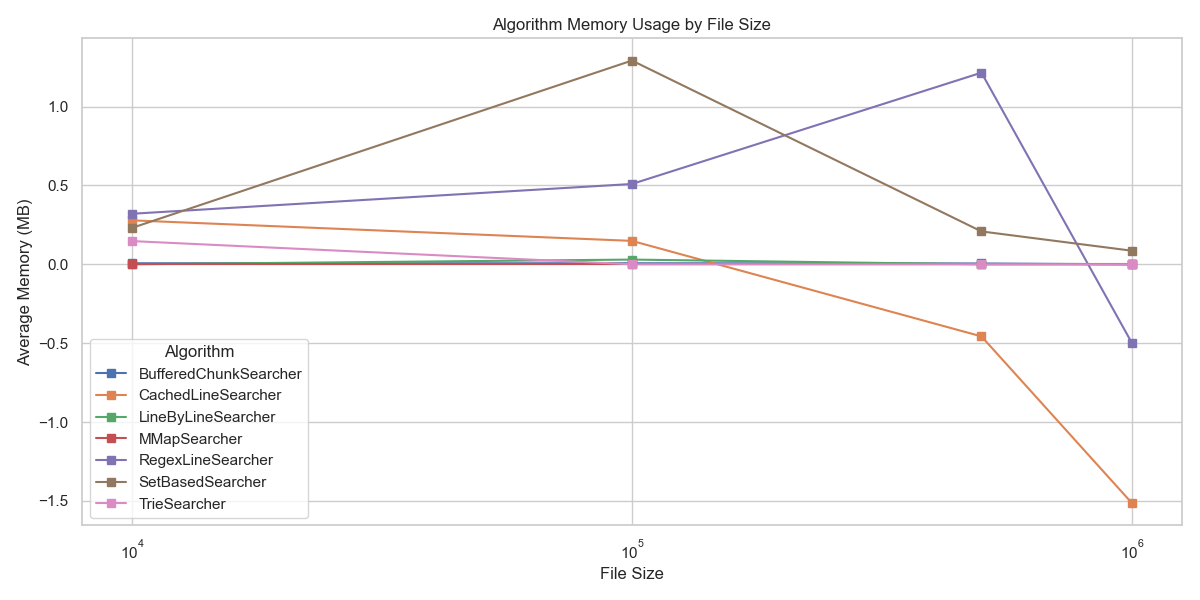 Algorithm Memory Usage by File Size
Average Memory (MB)
1.0
0.5
0.0
−0.5
−1.0
−1.5
Algorithm
BufferedChunkSearcher
CachedLineSearcher
LineByLineSearcher
MMapSearcher
RegexLineSearcher
SetBasedSearcher
TrieSearcher
10⁴ 10⁵ 10⁶
File Size